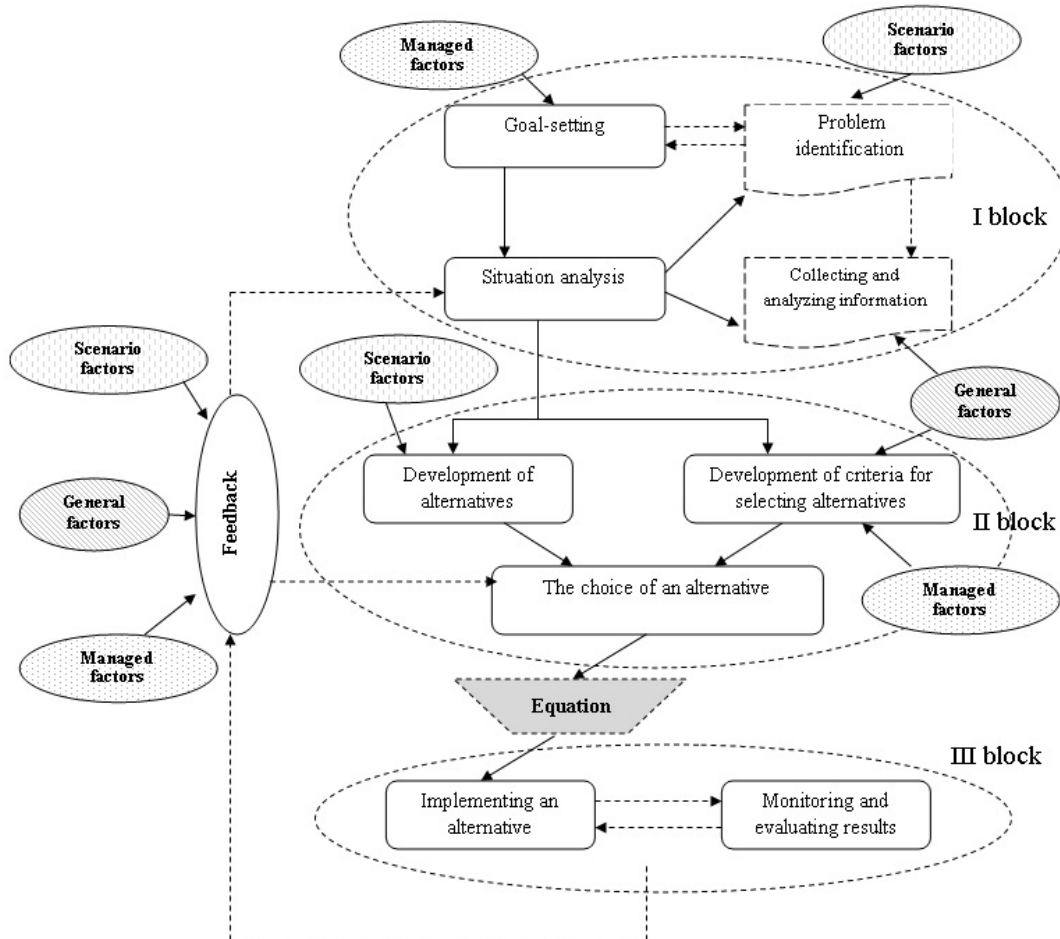 Managed
factors
Scenario
factors
Goal-setting
Problem
identification
I block
Situation analysis
Collecting and
analyzing information
Scenario
factors
Scenario
factors
General
factors
Development of
alternatives
Development of criteria for
selecting alternatives
General
factors
Feedback
II block
The choice of an alternative
Managed
factors
Managed
factors
Equation
III block
Implementing an
alternative
Monitoring and
evaluating results